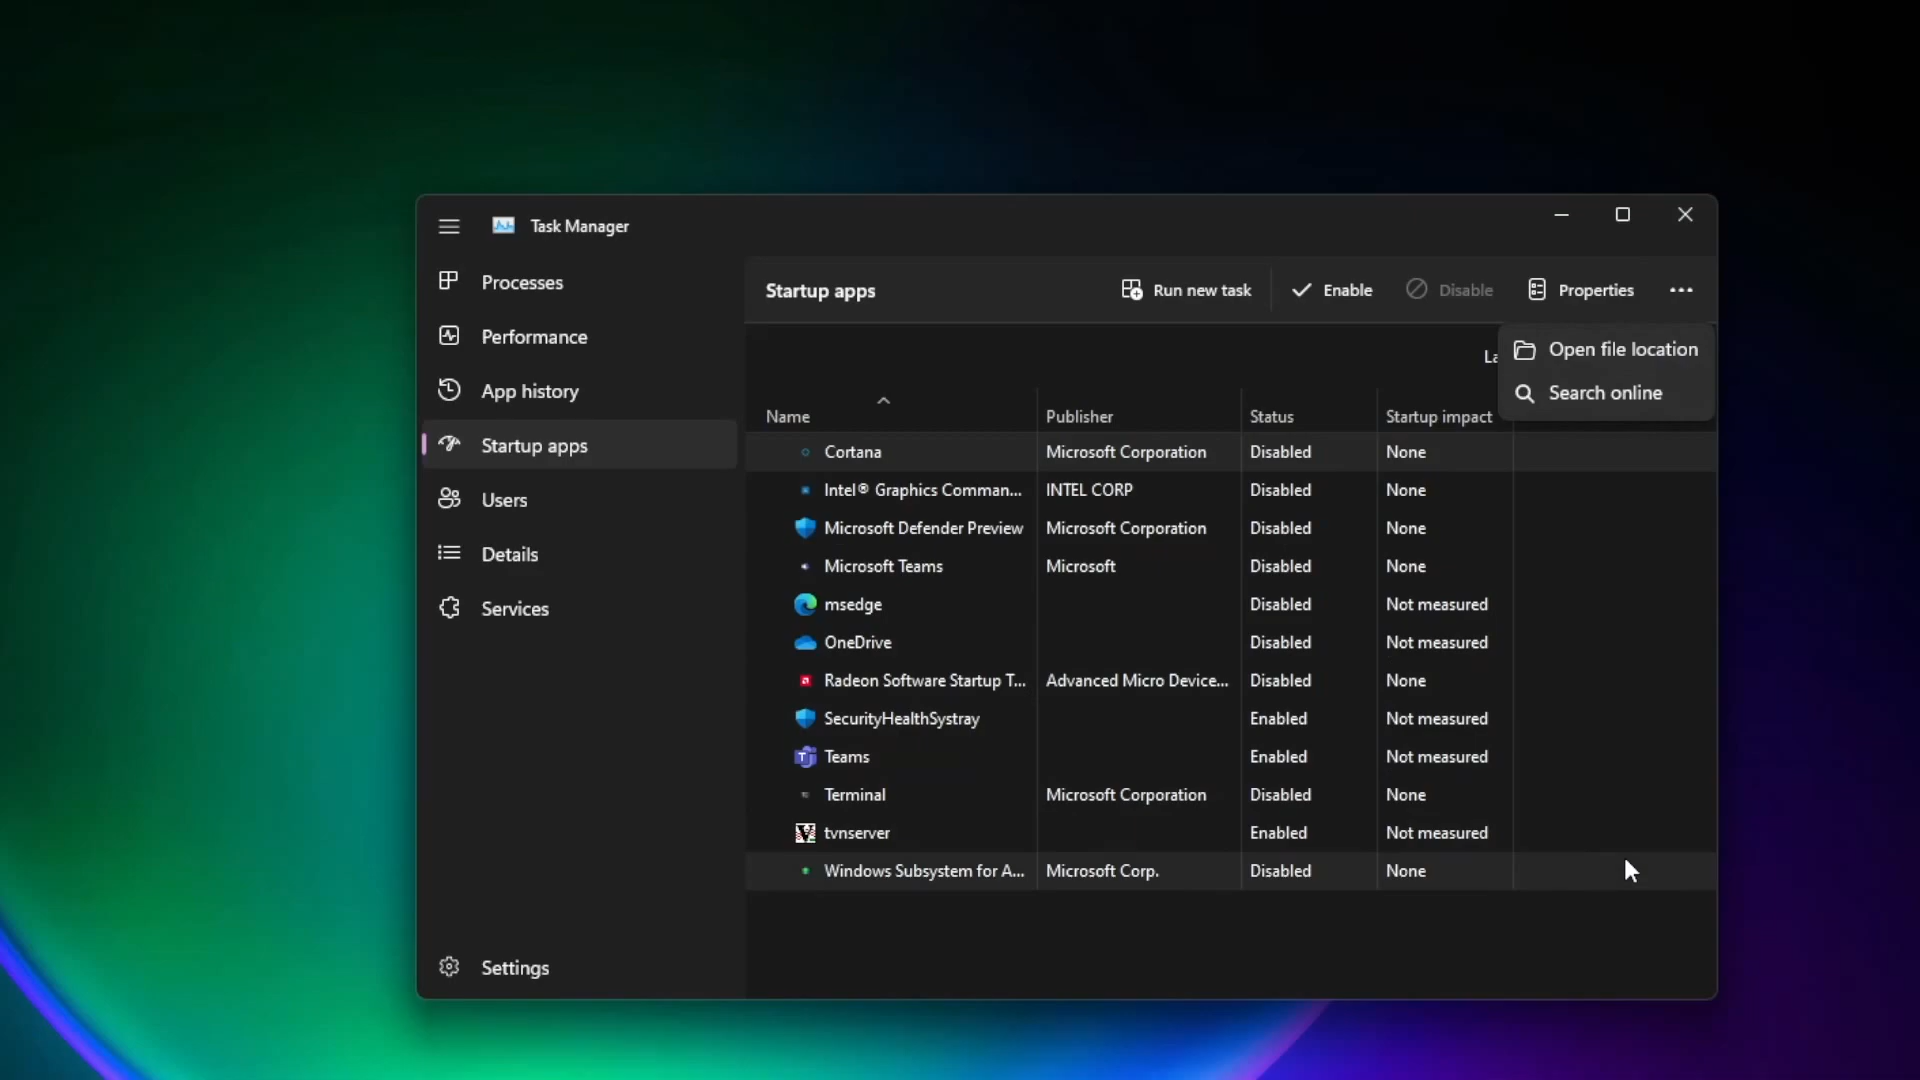 Task Manager
Processes
Performance
App history
Startup apps
Users
Details
Services
Settings
Startup apps
Run new task
Enable
Disable
Properties
Open file location
Search online
Name Publisher Status Startup impact
Cortana Microsoft Corporation Disabled None
Intel® Graphics Comman... INTEL CORP Disabled None
Microsoft Defender Preview Microsoft Corporation Disabled None
Microsoft Teams Microsoft Disabled None
msedge Disabled Not measured
OneDrive Disabled Not measured
Radeon Software Startup T... Advanced Micro Device... Disabled None
SecurityHealthSystray Enabled Not measured
Teams Enabled Not measured
Terminal Microsoft Corporation Disabled None
tvnserver Enabled Not measured
Windows Subsystem for A... Microsoft Corp. Disabled None